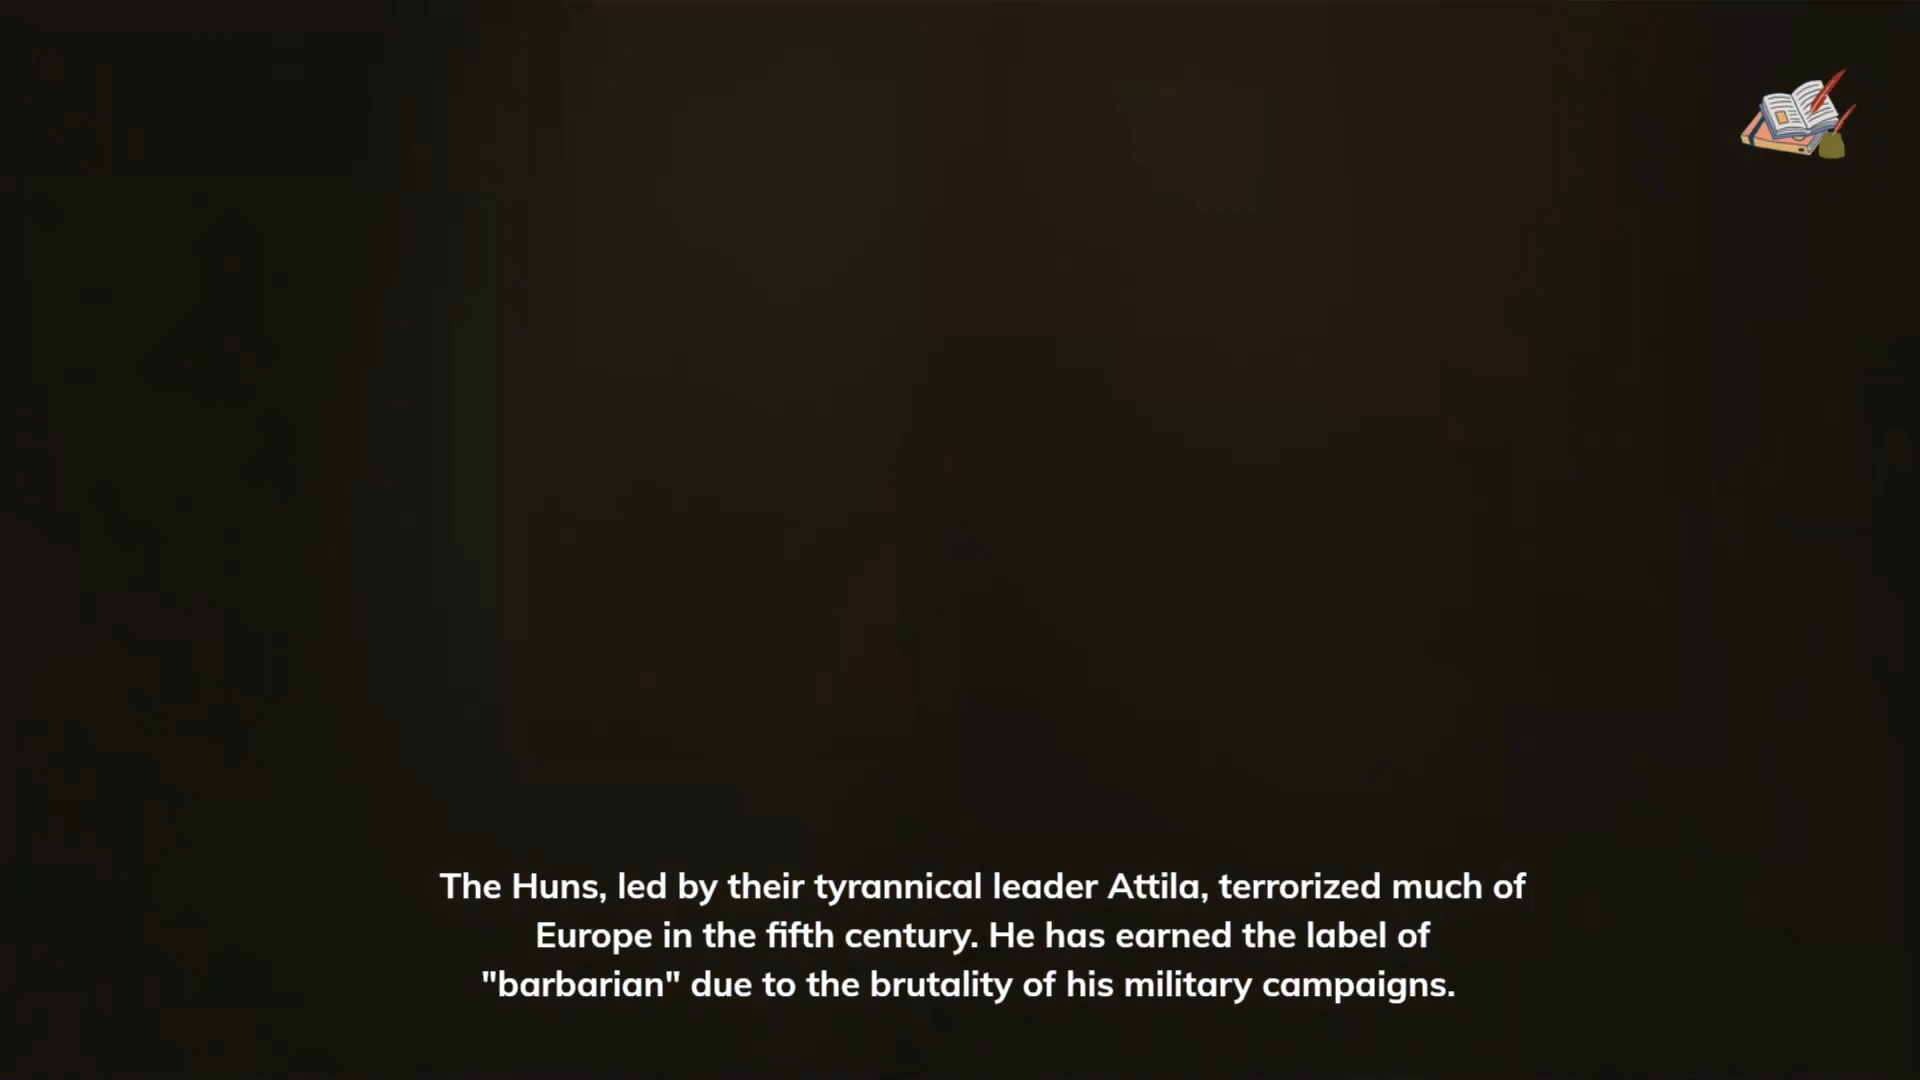 The Huns, led by their tyrannical leader Attila, terrorized much of
Europe in the fifth century. He has earned the label of
"barbarian" due to the brutality of his military campaigns.